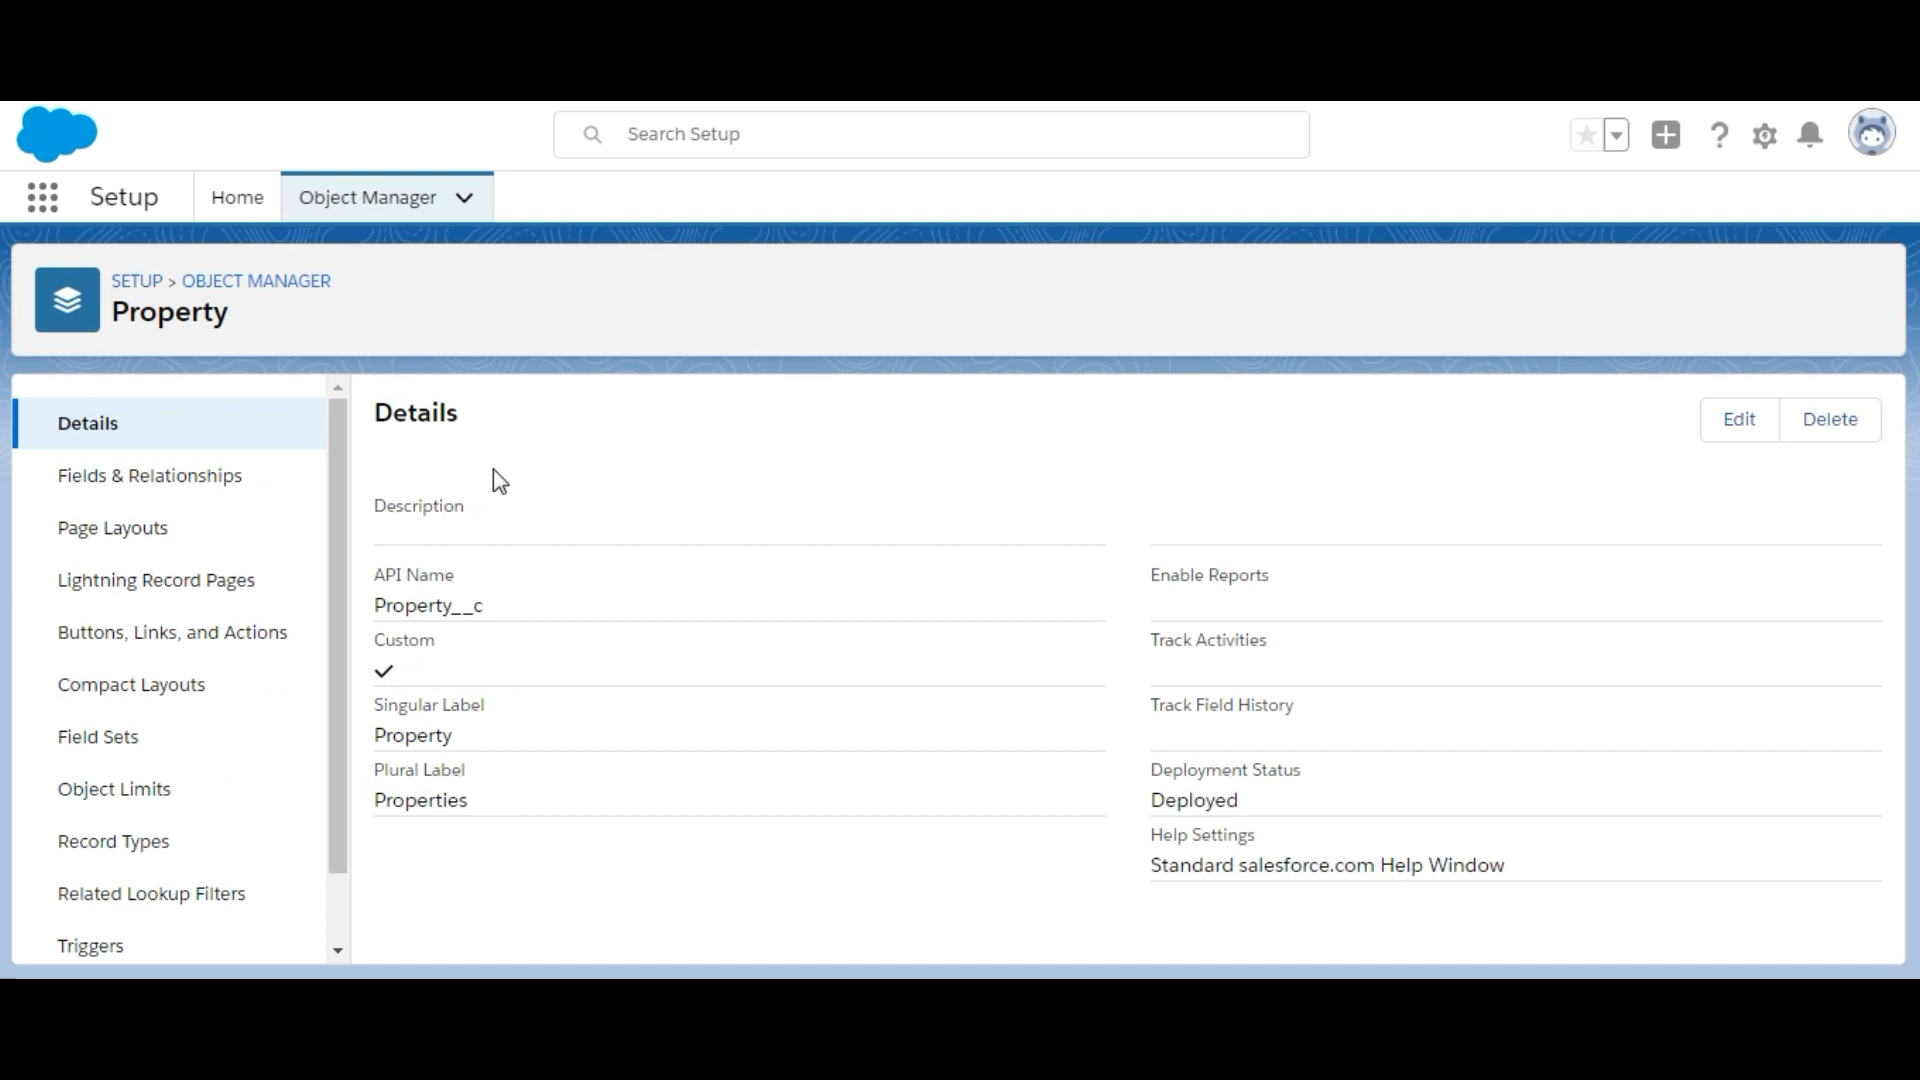 Search Setup
Setup
Home
Object Manager
SETUP > OBJECT MANAGER
Property
Details
Fields & Relationships
Page Layouts
Lightning Record Pages
Buttons, Links, and Actions
Compact Layouts
Field Sets
Object Limits
Record Types
Related Lookup Filters
Triggers
Details
Edit
Delete
Description
API Name
Property__c
Custom
Singular Label
Property
Plural Label
Properties
Enable Reports
Track Activities
Track Field History
Deployment Status
Deployed
Help Settings
Standard salesforce.com Help Window